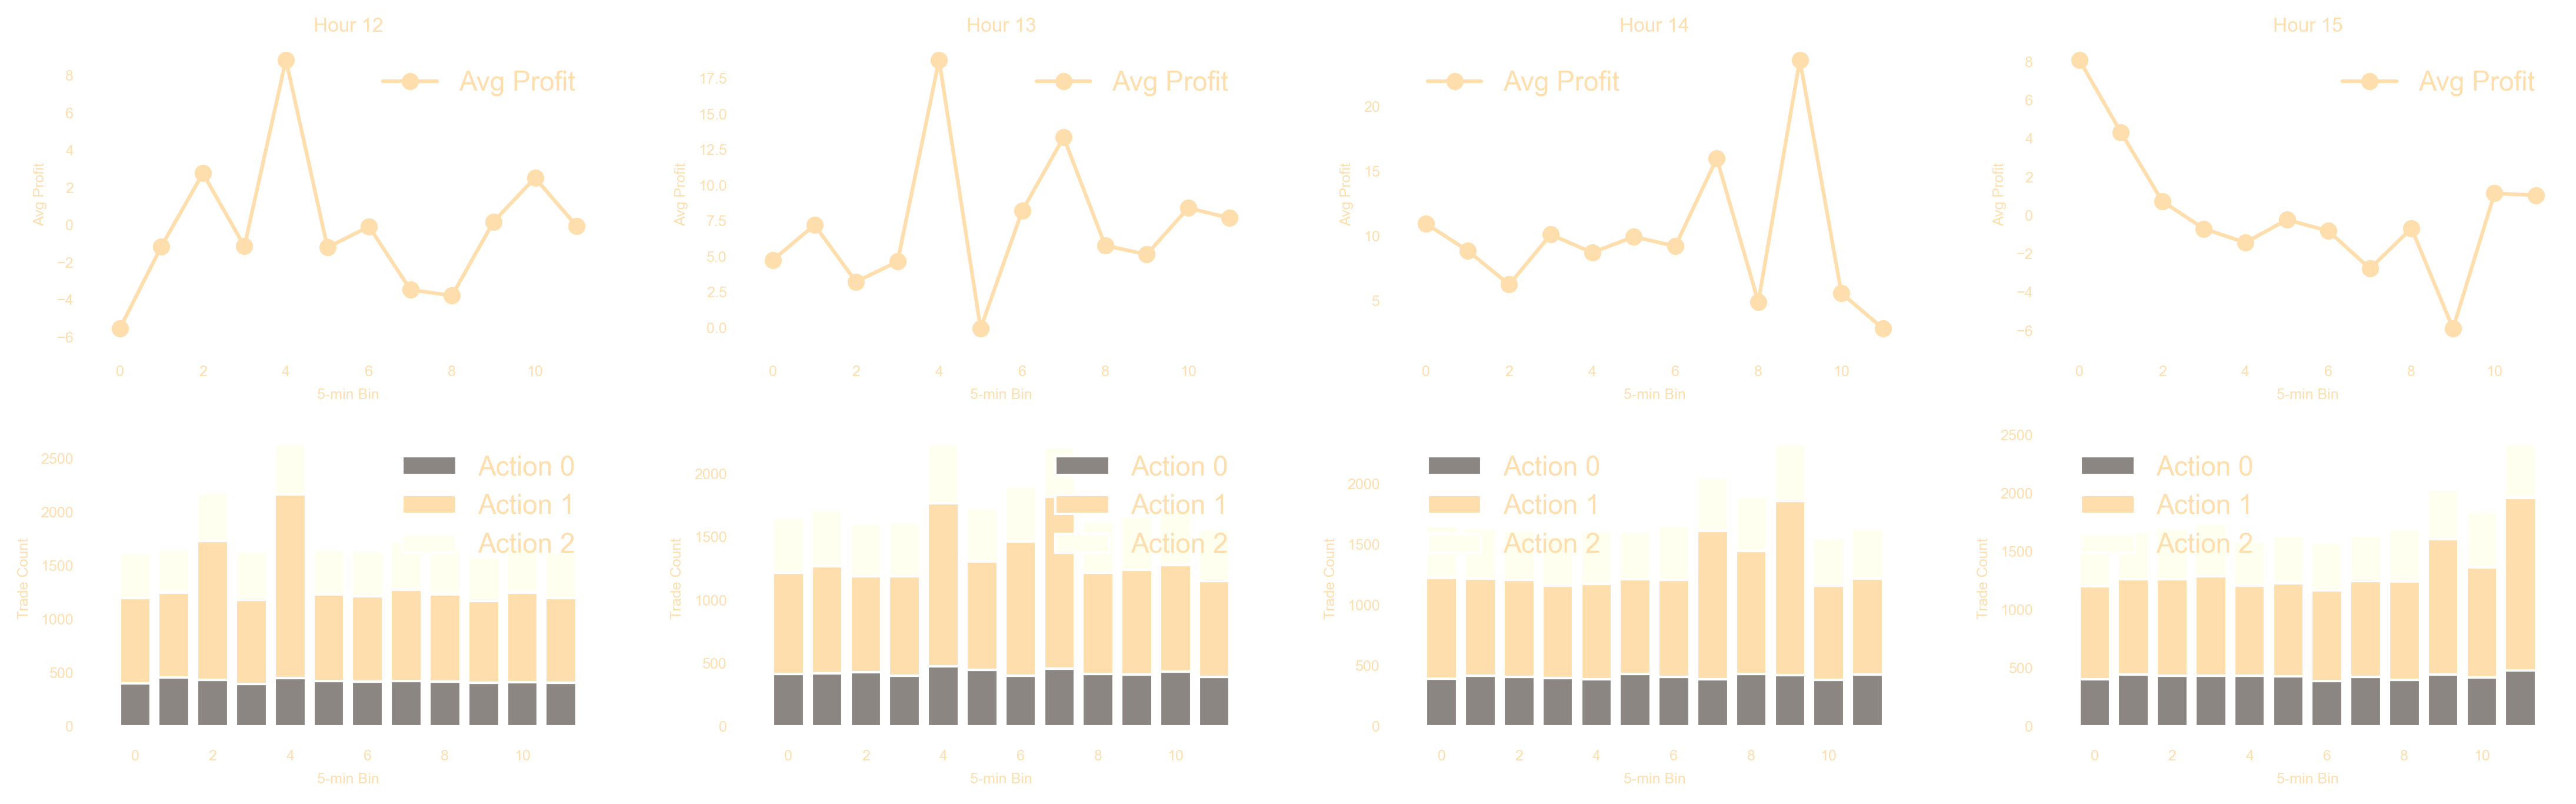 Hour 12
Avg Profit
Avg Profit
8
6
4
2
0
−2
−4
−6
0 2 4 6 8 10
5-min Bin
Hour 13
Avg Profit
Avg Profit
17.5
15.0
12.5
10.0
7.5
5.0
2.5
0.0
0 2 4 6 8 10
5-min Bin
Hour 14
Avg Profit
Avg Profit
20
15
10
5
0 2 4 6 8 10
5-min Bin
Hour 15
Avg Profit
Avg Profit
8
6
4
2
0
−2
−4
−6
0 2 4 6 8 10
5-min Bin
Trade Count
2500
2000
1500
1000
500
0
Action 0
Action 1
Action 2
0 2 4 6 8 10
5-min Bin
Trade Count
2000
1500
1000
500
0
Action 0
Action 1
Action 2
0 2 4 6 8 10
5-min Bin
Trade Count
2000
1500
1000
500
0
Action 0
Action 1
Action 2
0 2 4 6 8 10
5-min Bin
Trade Count
2500
2000
1500
1000
500
0
Action 0
Action 1
Action 2
0 2 4 6 8 10
5-min Bin